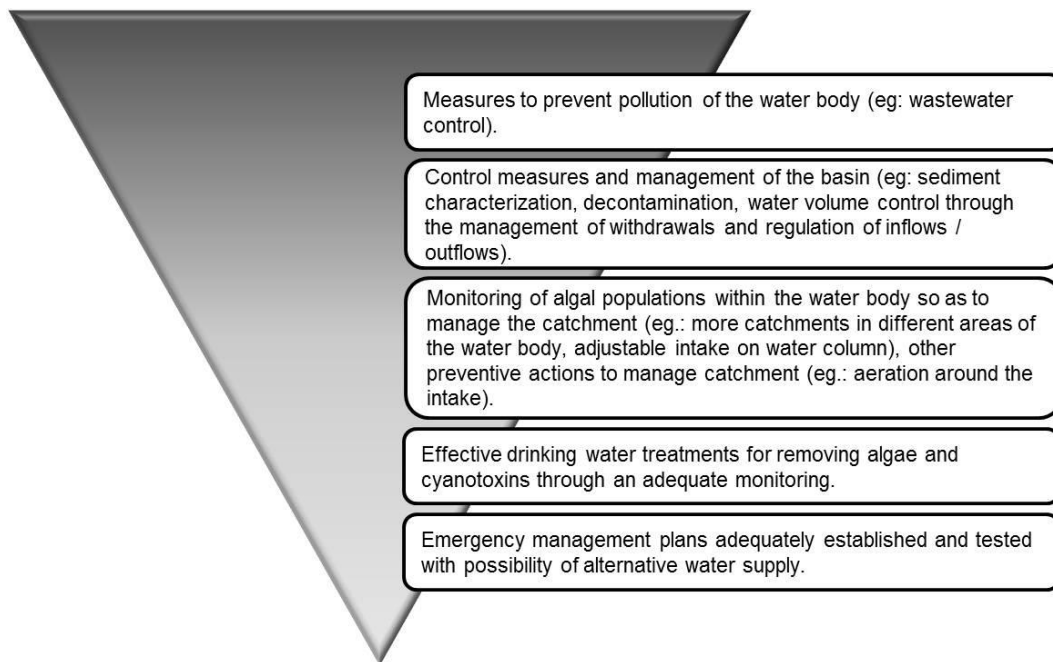 Measures to prevent pollution of the water body (eg: wastewater
control).
Control measures and management of the basin (eg: sediment
characterization, decontamination, water volume control through
the management of withdrawals and regulation of inflows /
outflows).
Monitoring of algal populations within the water body so as to
manage the catchment (eg.: more catchments in different areas of
the water body, adjustable intake on water column), other
preventive actions to manage catchment (eg.: aeration around the
intake).
Effective drinking water treatments for removing algae and
cyanotoxins through an adequate monitoring.
Emergency management plans adequately established and tested
with possibility of alternative water supply.